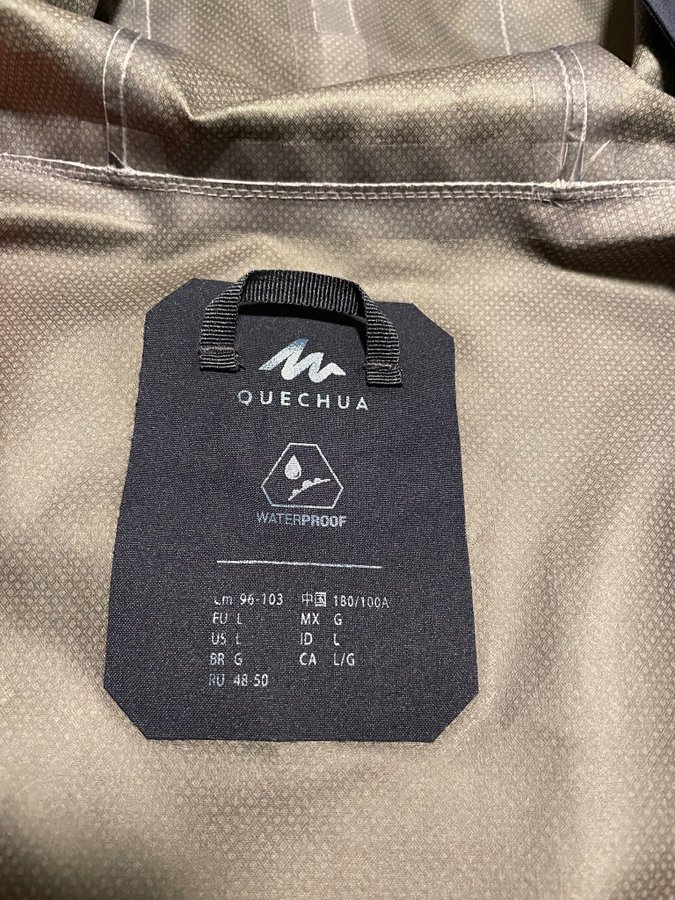 QUECHUA
WATERPROOF
cm 96-103 中国 180/100A
EU L MX G
US L ID L
BR G CA L/G
RU 48-50